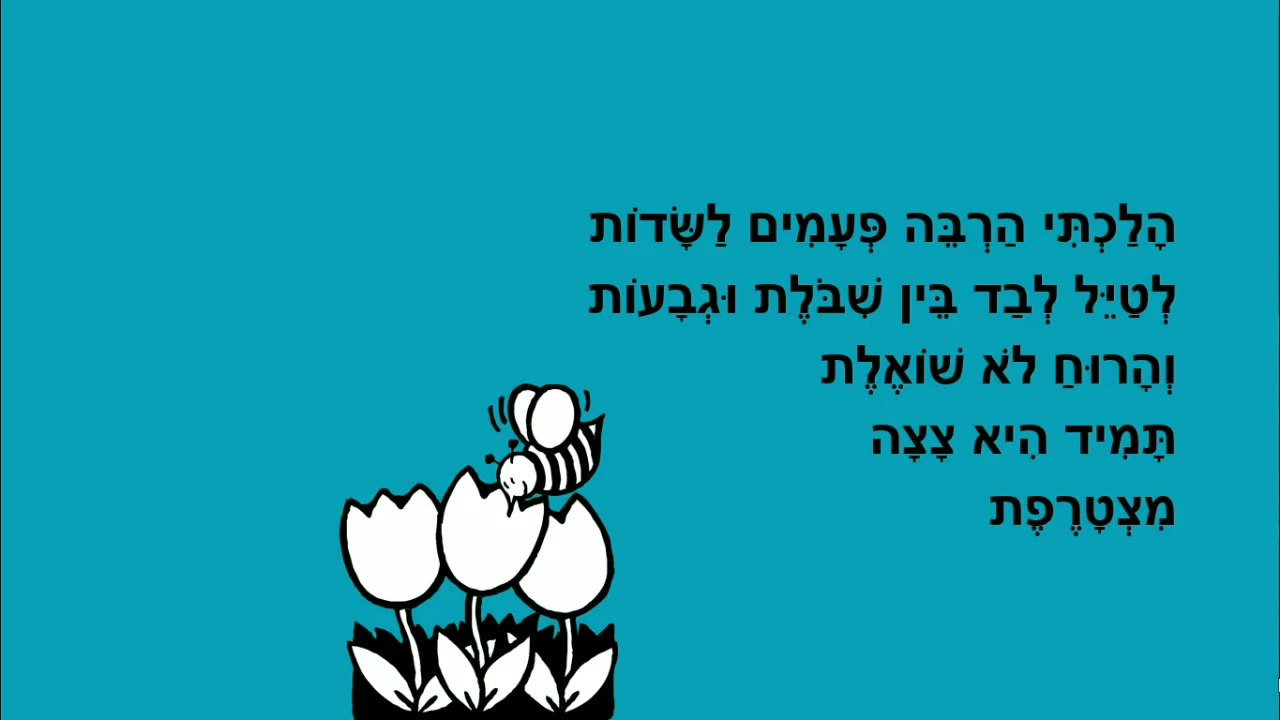 הָלַכְתִּי הַרְבֵּה פְּעָמִים לַשָּׂדוֹת
לְטַיֵּל לְבַד בֵּין שִׁבֹּלֶת וּגְבָעוֹת
וְהָרוּחַ לֹא שׁוֹאֶלֶת
תָּמִיד הִיא צָצָה
מִצְטָרֶפֶת